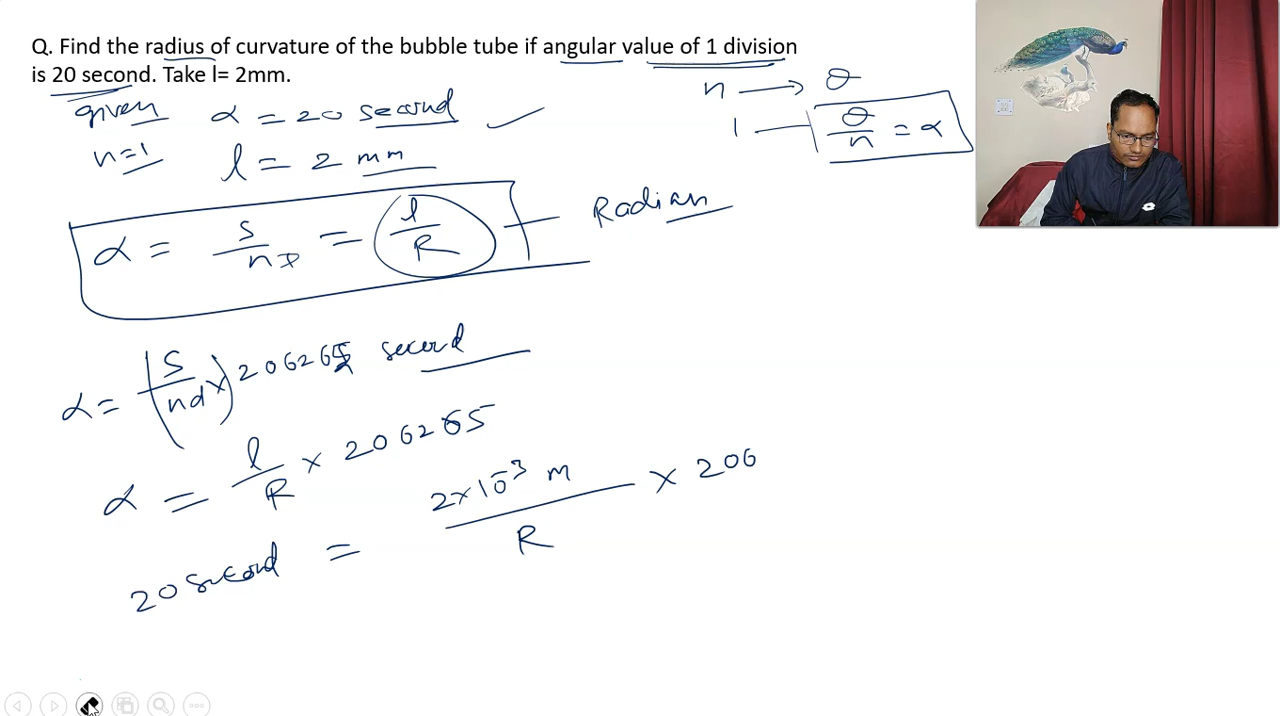 Q. Find the radius of curvature of the bubble tube if angular value of 1 division
is 20 second. Take l= 2mm.
given α = 20 second
n=1 l = 2 mm
n → θ
1 — θ/n = α
α = s/nD = l/R — Radian
α = (S/nd) × 206265 second
α = l/R × 206265
20 second = 2×10⁻³ m / R × 206